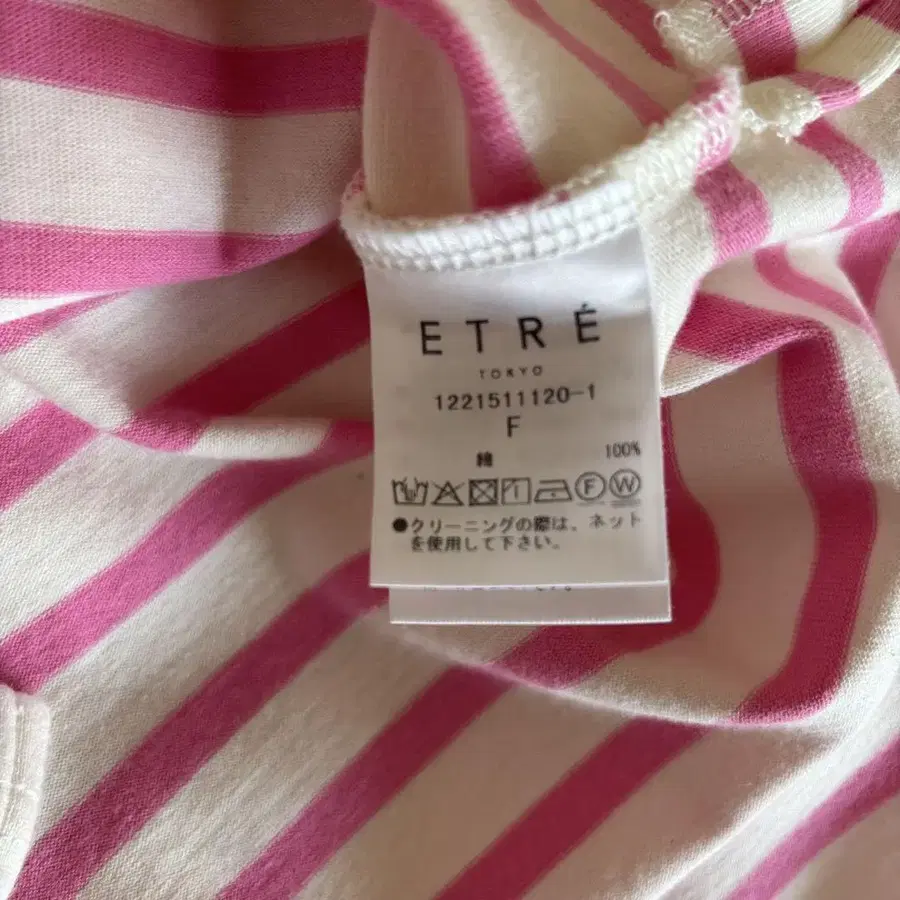 ETRÉ
TOKYO
1221511120-1
F
綿 100%
F W
●クリーニングの際は、ネット
を使用して下さい。